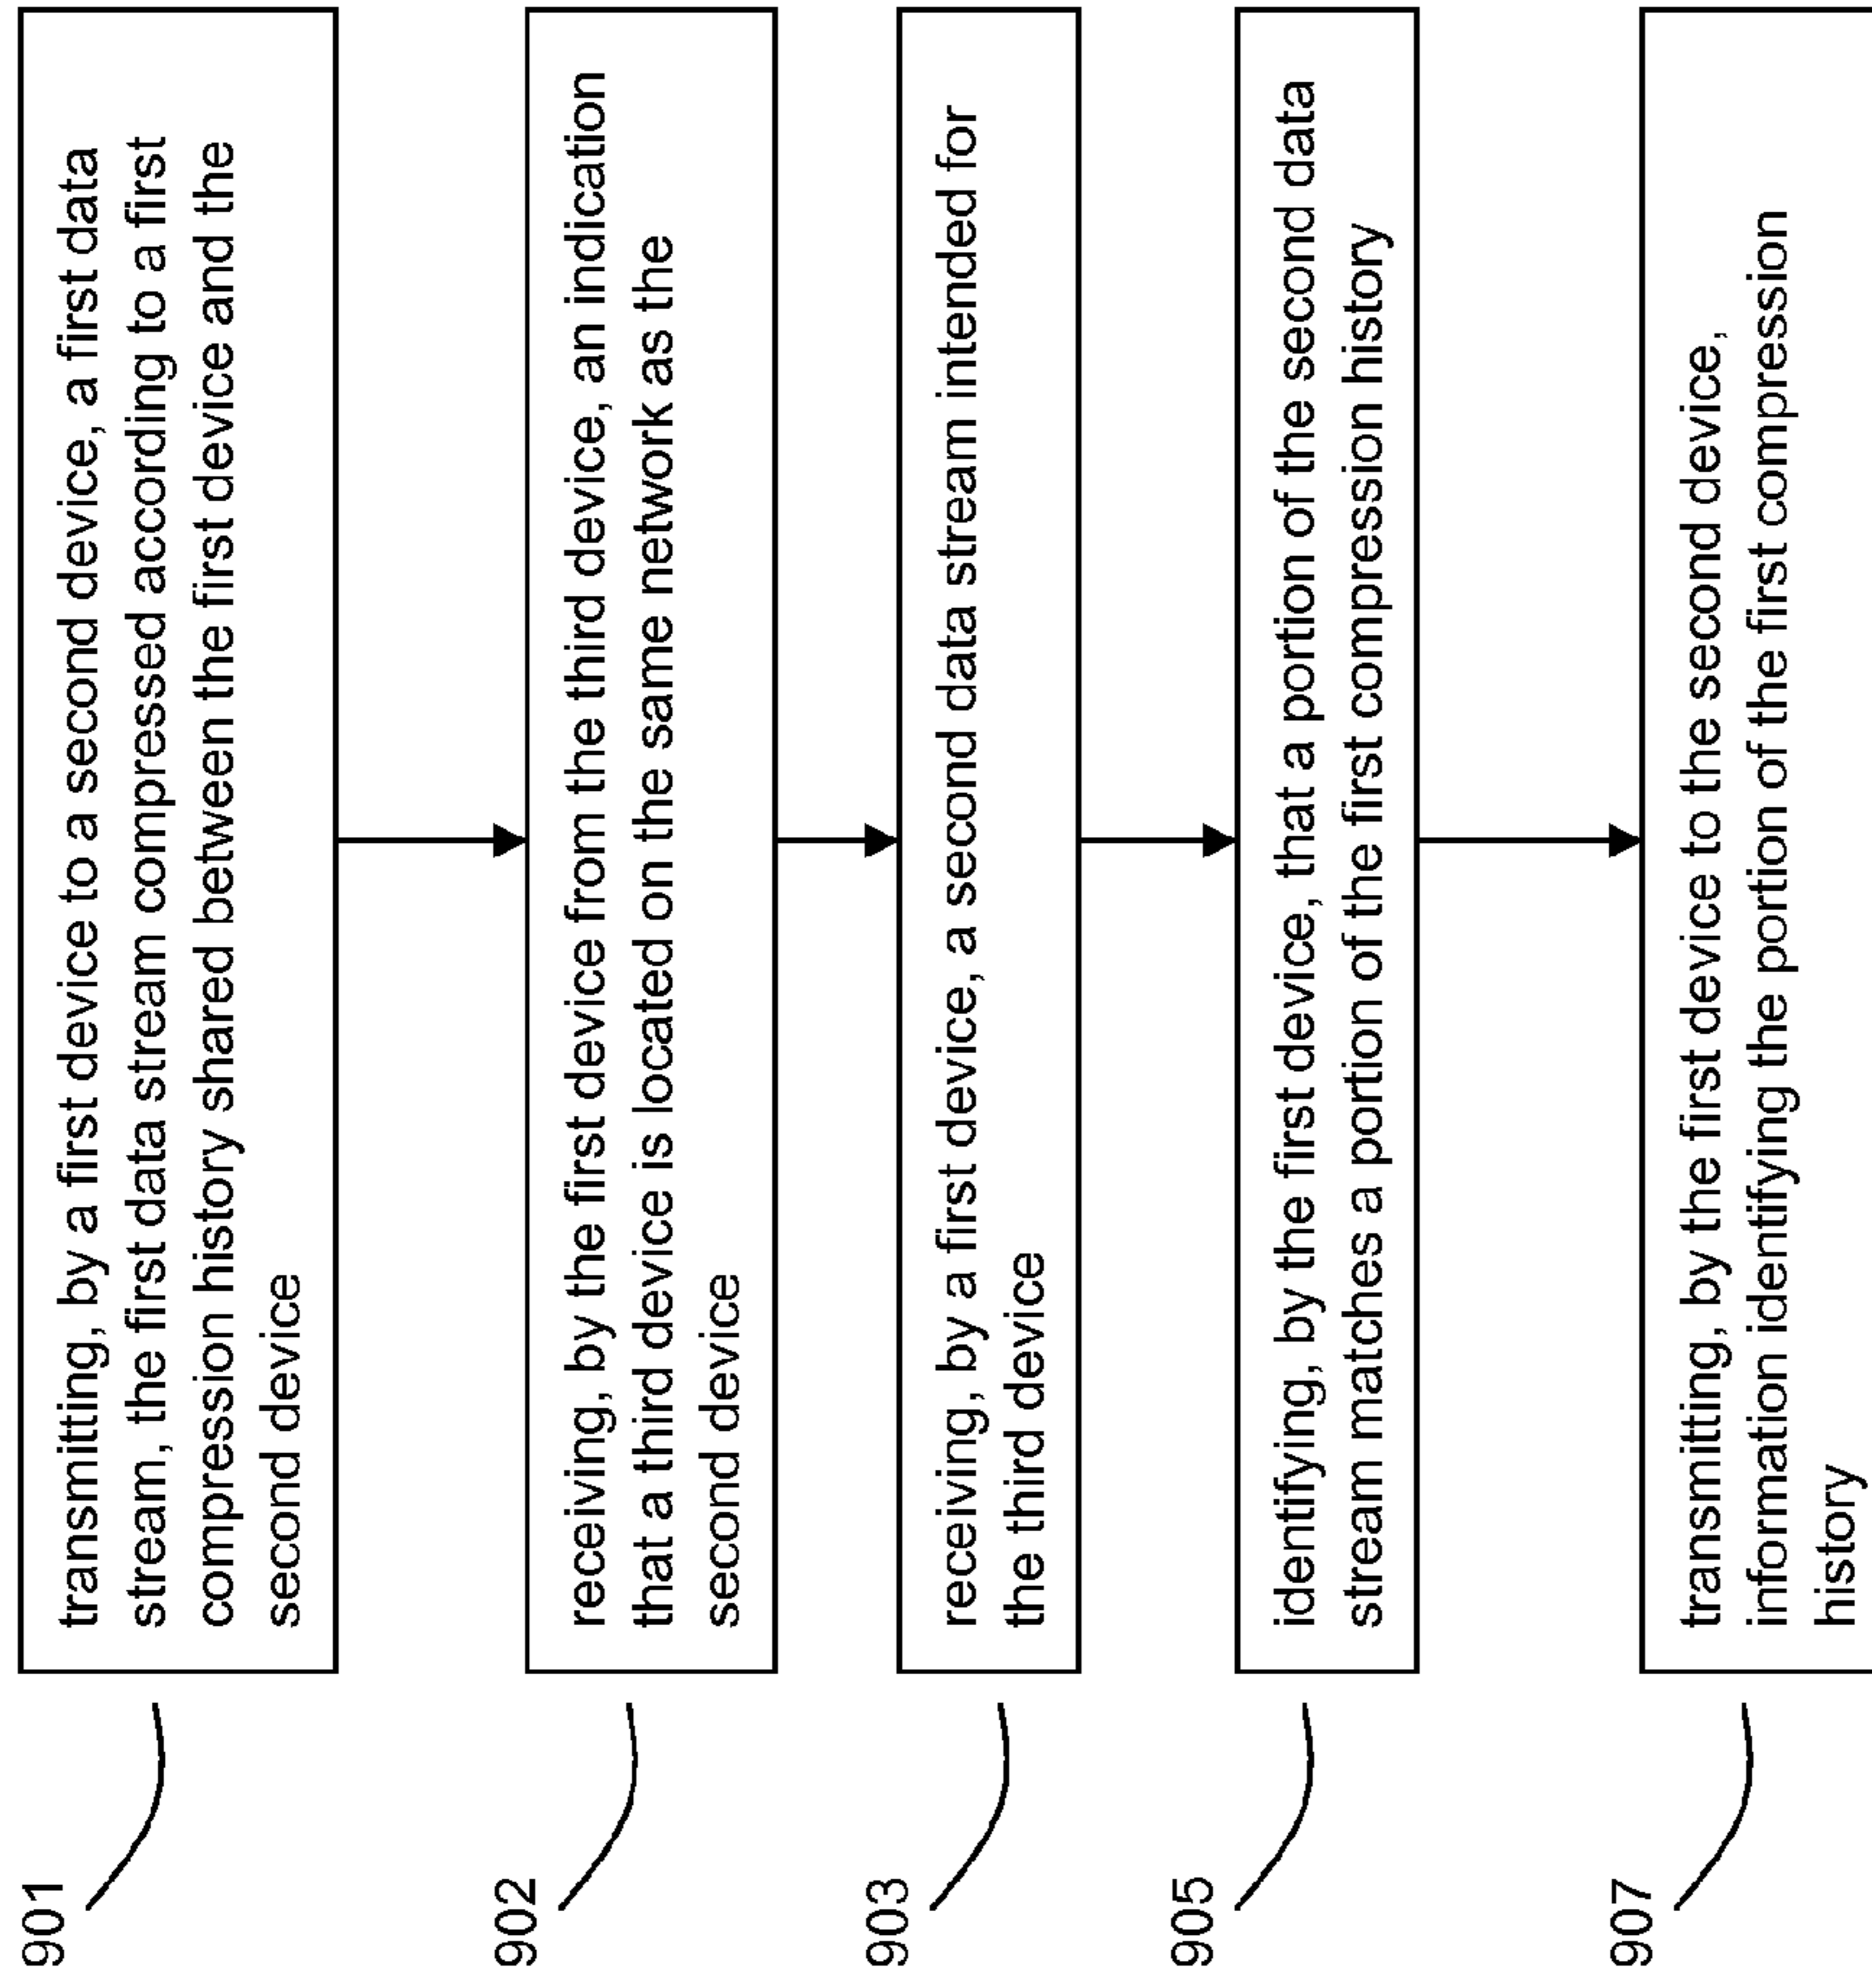 901
transmitting, by a first device to a second device, a first data
stream, the first data stream compressed according to a first
compression history shared between the first device and the
second device
902
receiving, by the first device from the third device, an indication
that a third device is located on the same network as the
second device
903
receiving, by a first device, a second data stream intended for
the third device
905
identifying, by the first device, that a portion of the second data
stream matches a portion of the first compression history
907
transmitting, by the first device to the second device,
information identifying the portion of the first compression
history